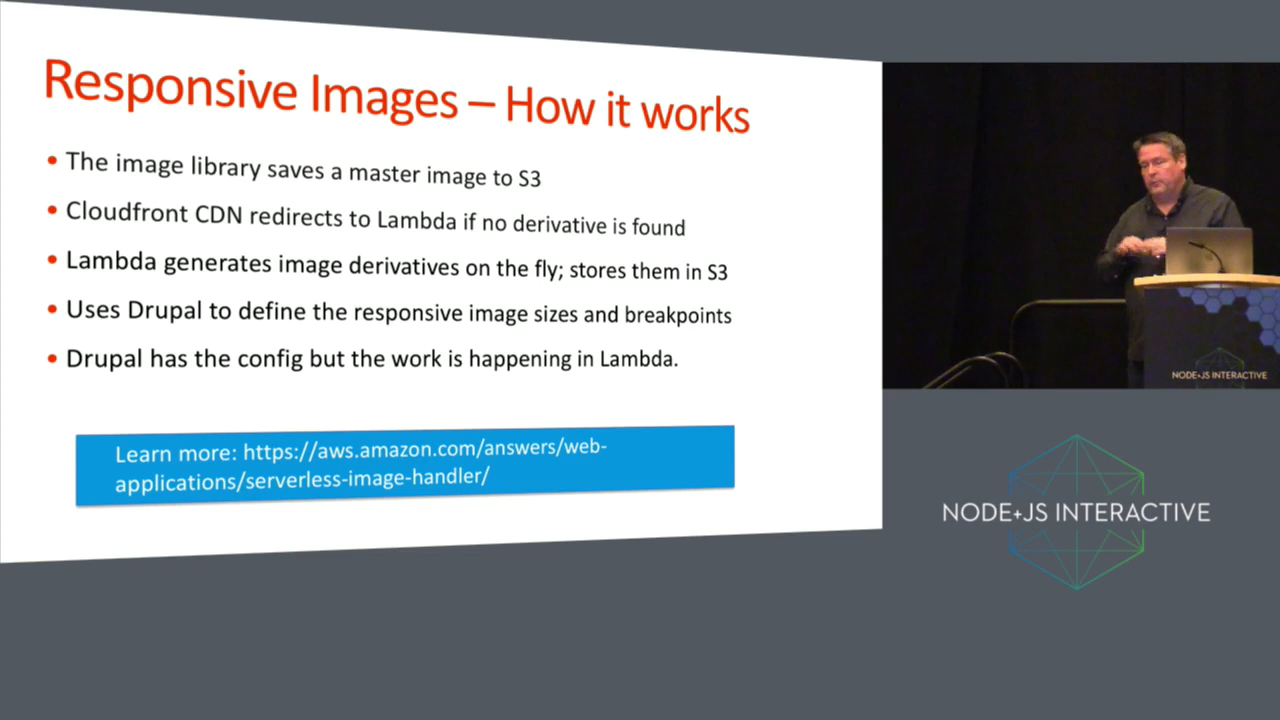 Responsive Images – How it works
• The image library saves a master image to S3
• Cloudfront CDN redirects to Lambda if no derivative is found
• Lambda generates image derivatives on the fly; stores them in S3
• Uses Drupal to define the responsive image sizes and breakpoints
• Drupal has the config but the work is happening in Lambda.
Learn more: https://aws.amazon.com/answers/web-
applications/serverless-image-handler/
NODE+JS INTERACTIVE
NODE+JS INTERACTIVE